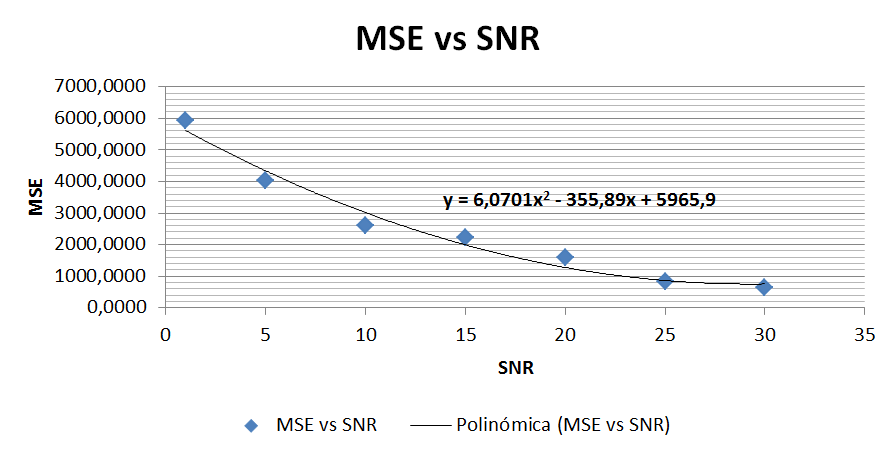 MSE vs SNR
7000,0000
6000,0000
5000,0000
4000,0000
3000,0000
2000,0000
1000,0000
0,0000
MSE
y = 6,0701x² - 355,89x + 5965,9
0 5 10 15 20 25 30 35
SNR
MSE vs SNR Polinómica (MSE vs SNR)